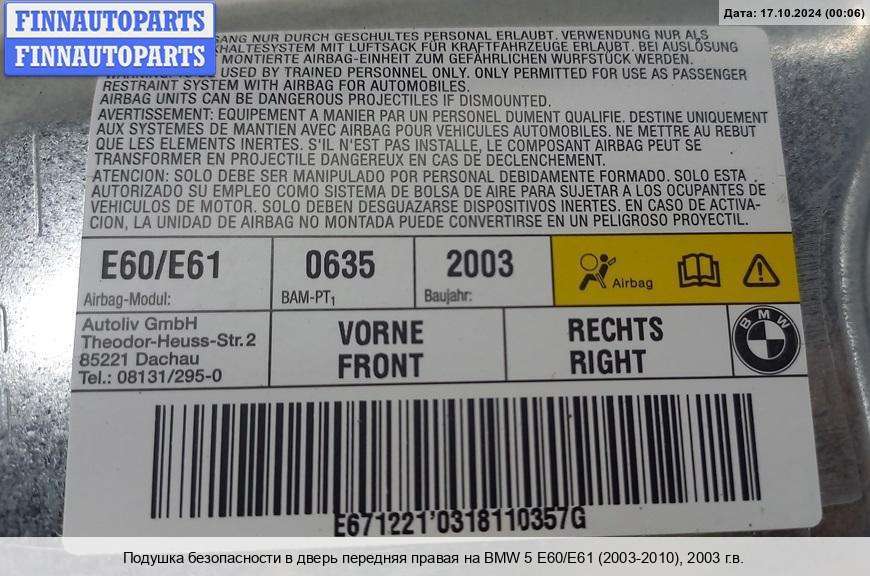 FINNAUTOPARTS
FINNAUTOPARTS
Дата: 17.10.2024 (00:06)
NUR DURCH GESCHULTES PERSONAL ERLAUBT. VERWENDUNG NUR ALS
MIT LUFTSACK FÜR KRAFTFAHRZEUGE ERLAUBT. BEI AUSLÖSUNG
MONTIERTE AIRBAG-EINHEIT ZUM GEFÄHRLICHEN WURFSTÜCK WERDEN.
USED BY TRAINED PERSONNEL ONLY. ONLY PERMITTED FOR USE AS PASSENGER
RESTRAINT SYSTEM WITH AIRBAG FOR AUTOMOBILES.
AIRBAG UNITS CAN BE DANGEROUS PROJECTILES IF DISMOUNTED.
AVERTISSEMENT: EQUIPEMENT A MANIER PAR UN PERSONEL DUMENT QUALIFIE. DESTINE UNIQUEMENT
AUX SYSTEMES DE MANTIEN AVEC AIRBAG POUR VEHICULES AUTOMOBILES. NE METTRE AU REBUT
QUE LES ELEMENTS INERTES. S'IL N'EST PAS INSTALLE, LE COMPOSANT AIRBAG PEUT SE
TRANSFORMER EN PROJECTILE DANGEREUX EN CAS DE DECLENCHEMENT.
ATENCION: SOLO DEBE SER MANIPULADO POR PERSONAL DEBIDAMENTE FORMADO. SOLO ESTA
AUTORIZADO SU EMPLEO COMO SISTEMA DE BOLSA DE AIRE PARA SUJETAR A LOS OCUPANTES DE
VEHICULOS DE MOTOR. SOLO DEBEN DESGUAZARSE DISPOSITIVOS INERTES. EN CASO DE ACTIVA-
CION, LA UNIDAD DE AIRBAG NO MONTADA PUEDE CONVERTIRSE EN UN PELIGROSO PROYECTIL.
E60/E61 0635 2003 Airbag
Airbag-Modul: BAM-PT1 Baujahr:
Autoliv GmbH
Theodor-Heuss-Str.2
85221 Dachau
Tel.: 08131/295-0
VORNE
FRONT
RECHTS
RIGHT
BMW
E671221'0318110357G
Подушка безопасности в дверь передняя правая на BMW 5 E60/E61 (2003-2010), 2003 г.в.